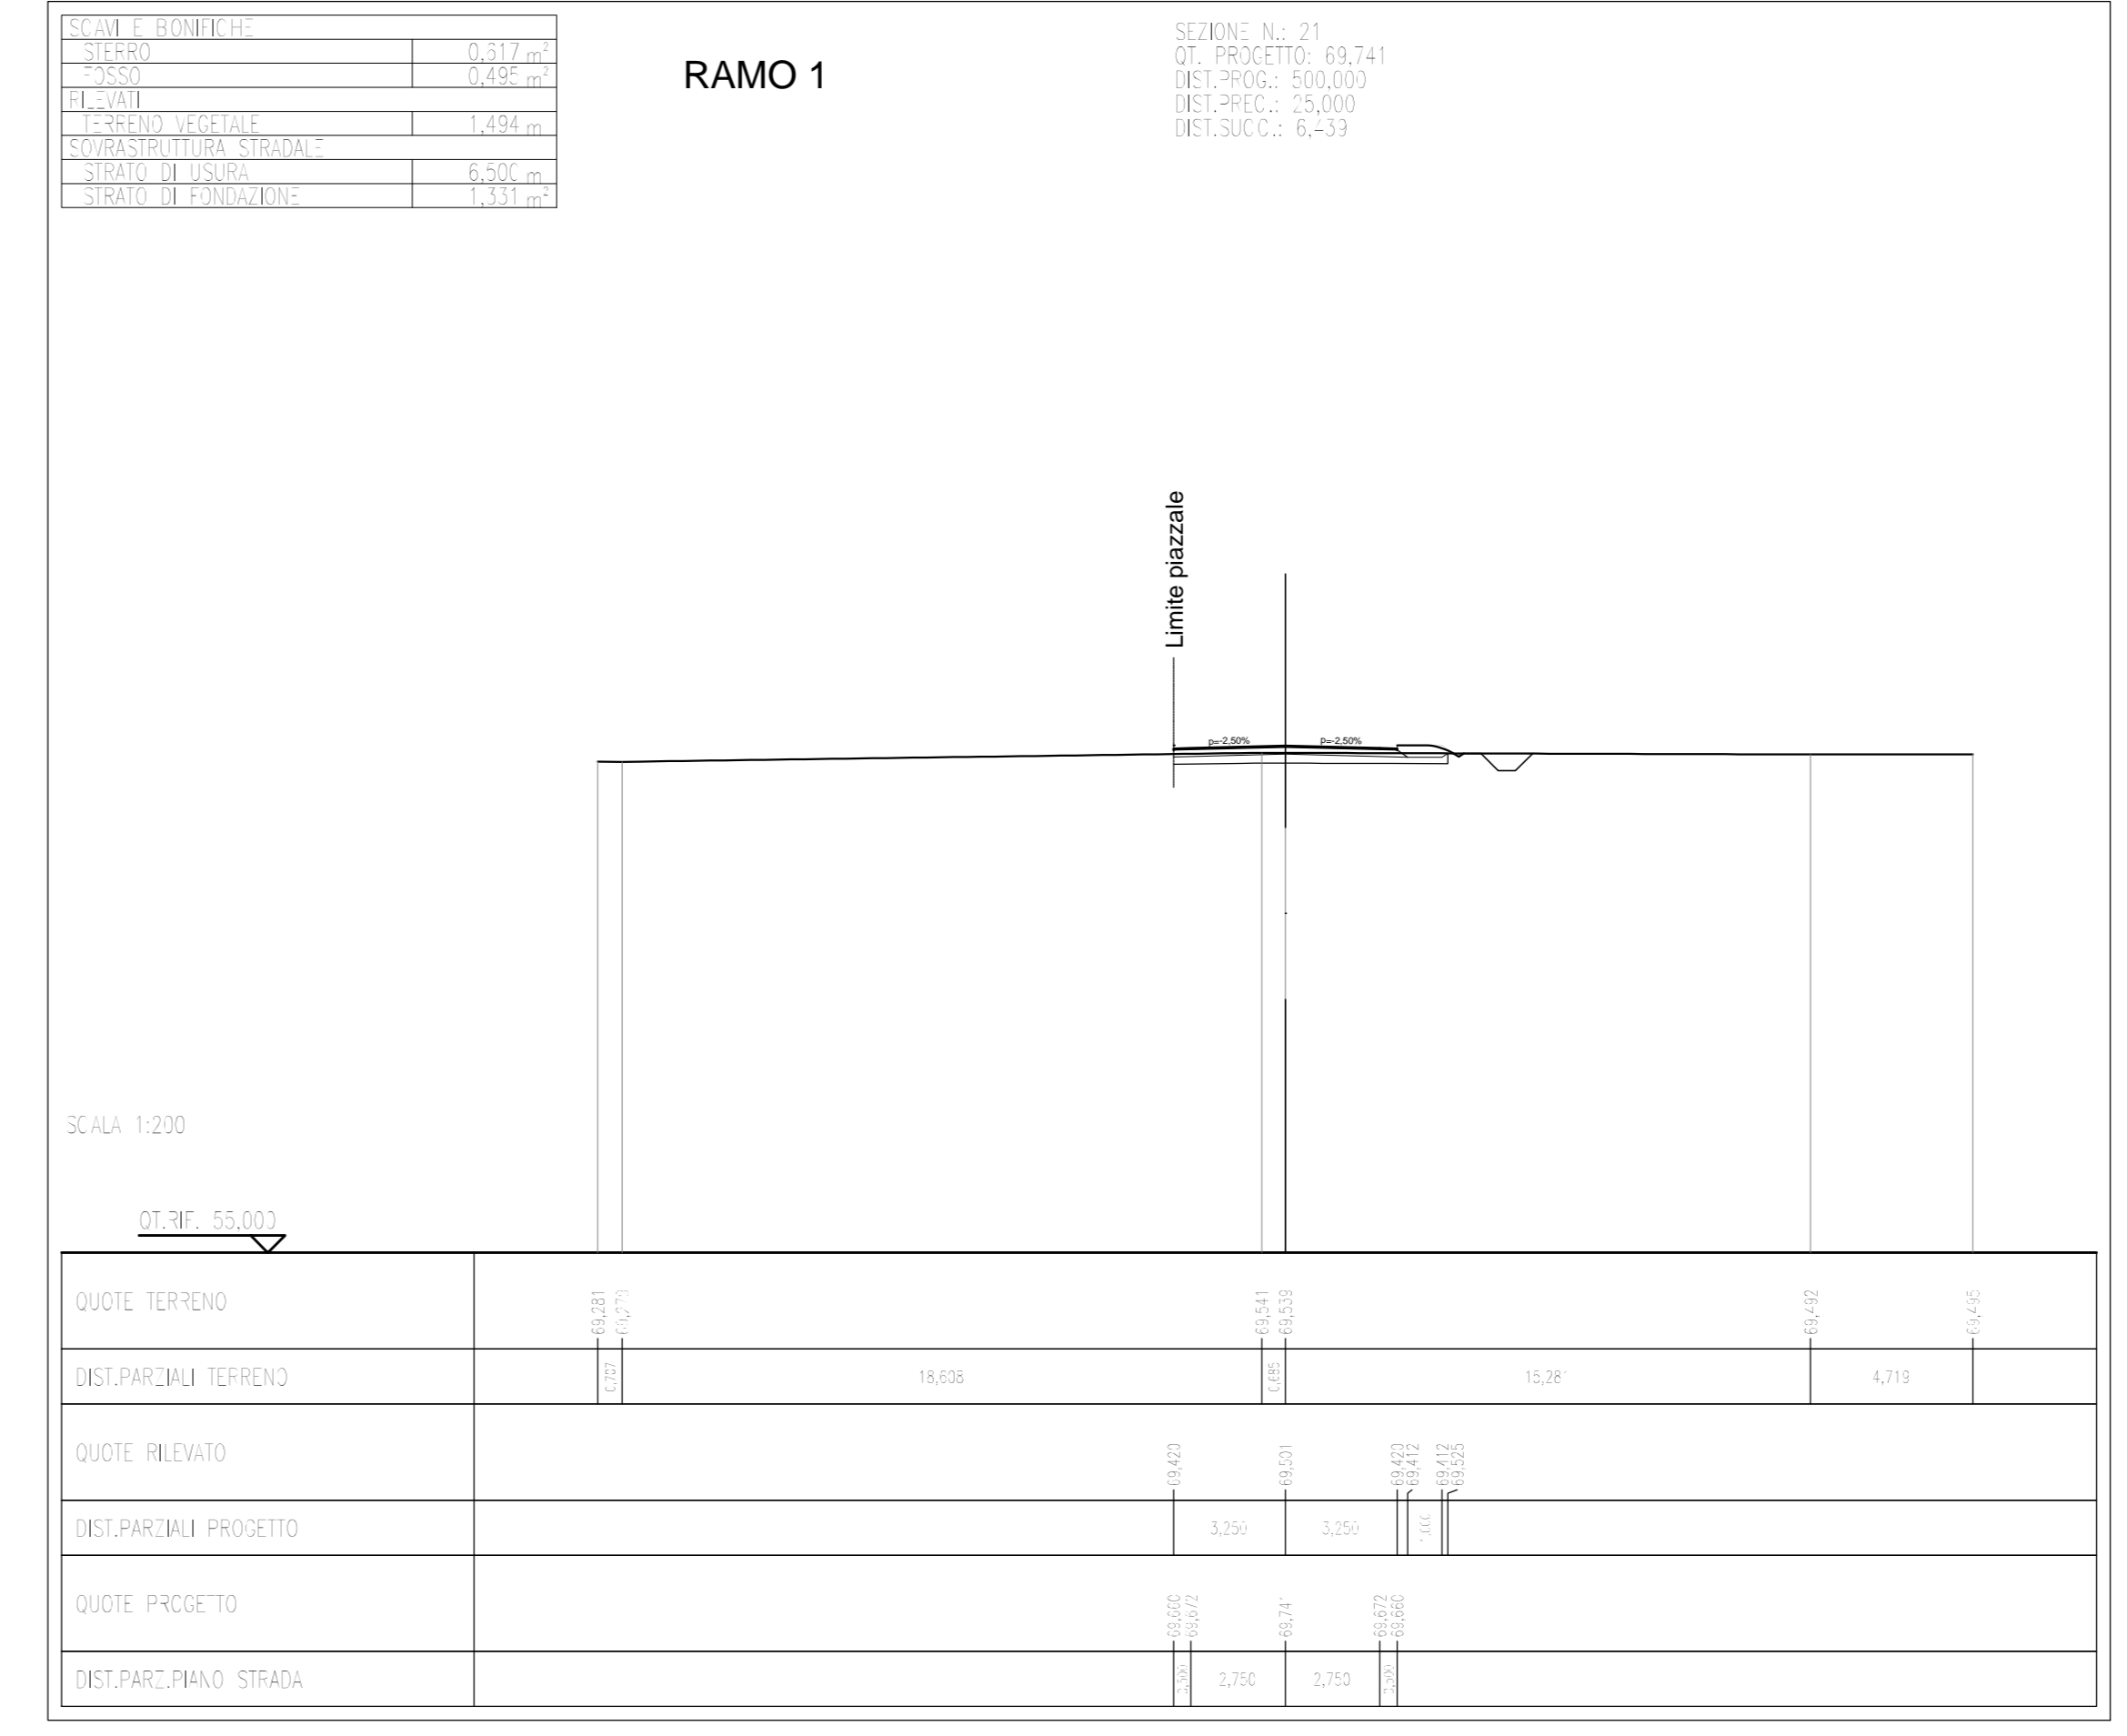 SCAVI E BONIFICHE
STERRO 0,617 m²
FOSSO 0,495 m²
RILEVATI
TERRENO VEGETALE 1,494 m
SOVRASTRUTTURA STRADALE
STRATO DI USURA 6,500 m
STRATO DI FONDAZIONE 1,331 m²
RAMO 1
SEZIONE N.: 21
QT. PROGETTO: 69,741
DIST.PROG.: 500,000
DIST.PREC.: 25,000
DIST.SUCC.: 6,439
Limite piazzale
p=-2,50% p=-2,50%
SCALA 1:200
QT.RIF. 55,000
QUOTE TERRENO 69,281 69,279 69,541 69,539 69,492 69,495
DIST.PARZIALI TERRENO 0,707 18,608 0,685 15,281 4,719
QUOTE RILEVATO 69,420 69,501 69,420 69,412 69,412 69,525
DIST.PARZIALI PROGETTO 3,250 3,250 1,000
QUOTE PROGETTO 69,660 69,672 69,741 69,672 69,660
DIST.PARZ.PIANO STRADA 0,500 2,750 2,750 0,500